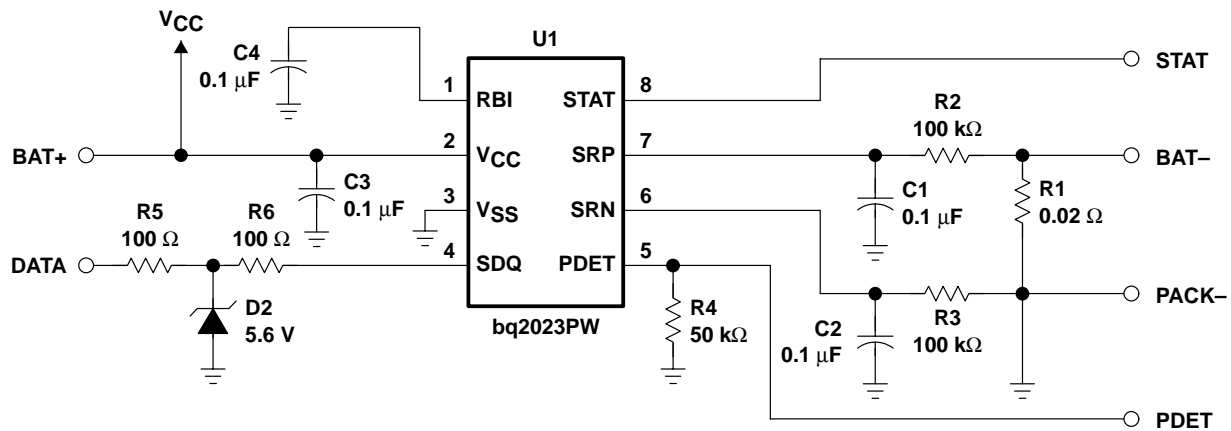 VCC
U1
C4
0.1 μF
STAT
1
RBI
STAT
8
R2
100 kΩ
BAT+
2
VCC
SRP
7
BAT–
C3
0.1 μF
C1
0.1 μF
R1
0.02 Ω
3
VSS
SRN
6
R5
100 Ω
R6
100 Ω
DATA
4
SDQ
PDET
5
D2
5.6 V
bq2023PW
R4
50 kΩ
C2
0.1 μF
R3
100 kΩ
PACK–
PDET